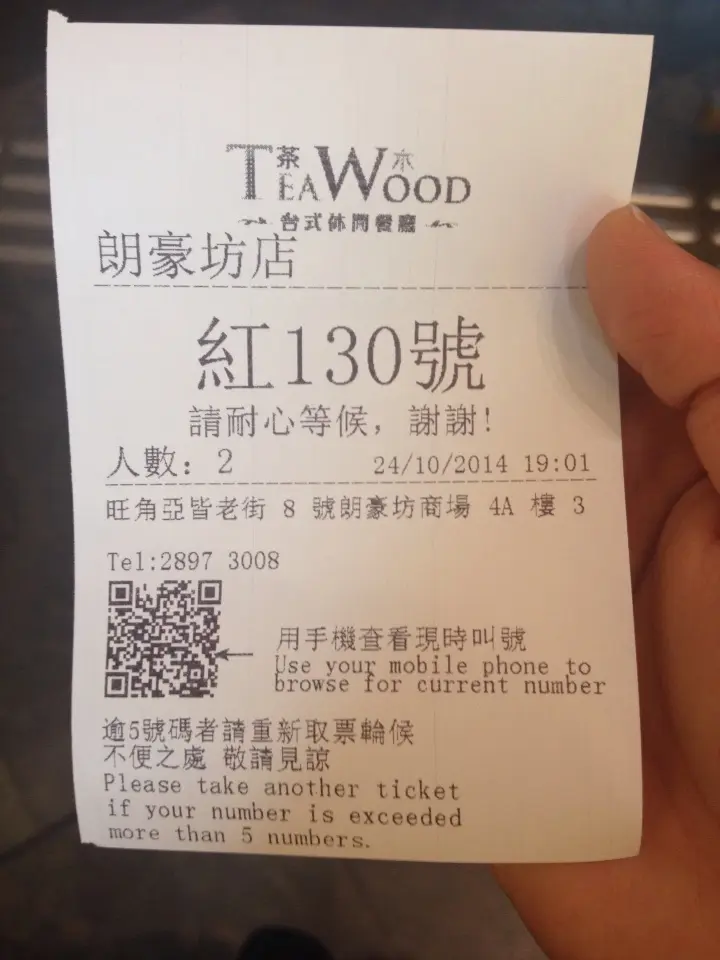 茶 木
TEAWOOD
台式休閒餐廳
朗豪坊店
紅130號
請耐心等候，謝謝!
人數: 2 24/10/2014 19:01
旺角亞皆老街 8 號朗豪坊商場 4A 樓 3
Tel:2897 3008
用手機查看現時叫號
Use your mobile phone to
browse for current number
逾5號碼者請重新取票輪候
不便之處 敬請見諒
Please take another ticket
if your number is exceeded
more than 5 numbers.